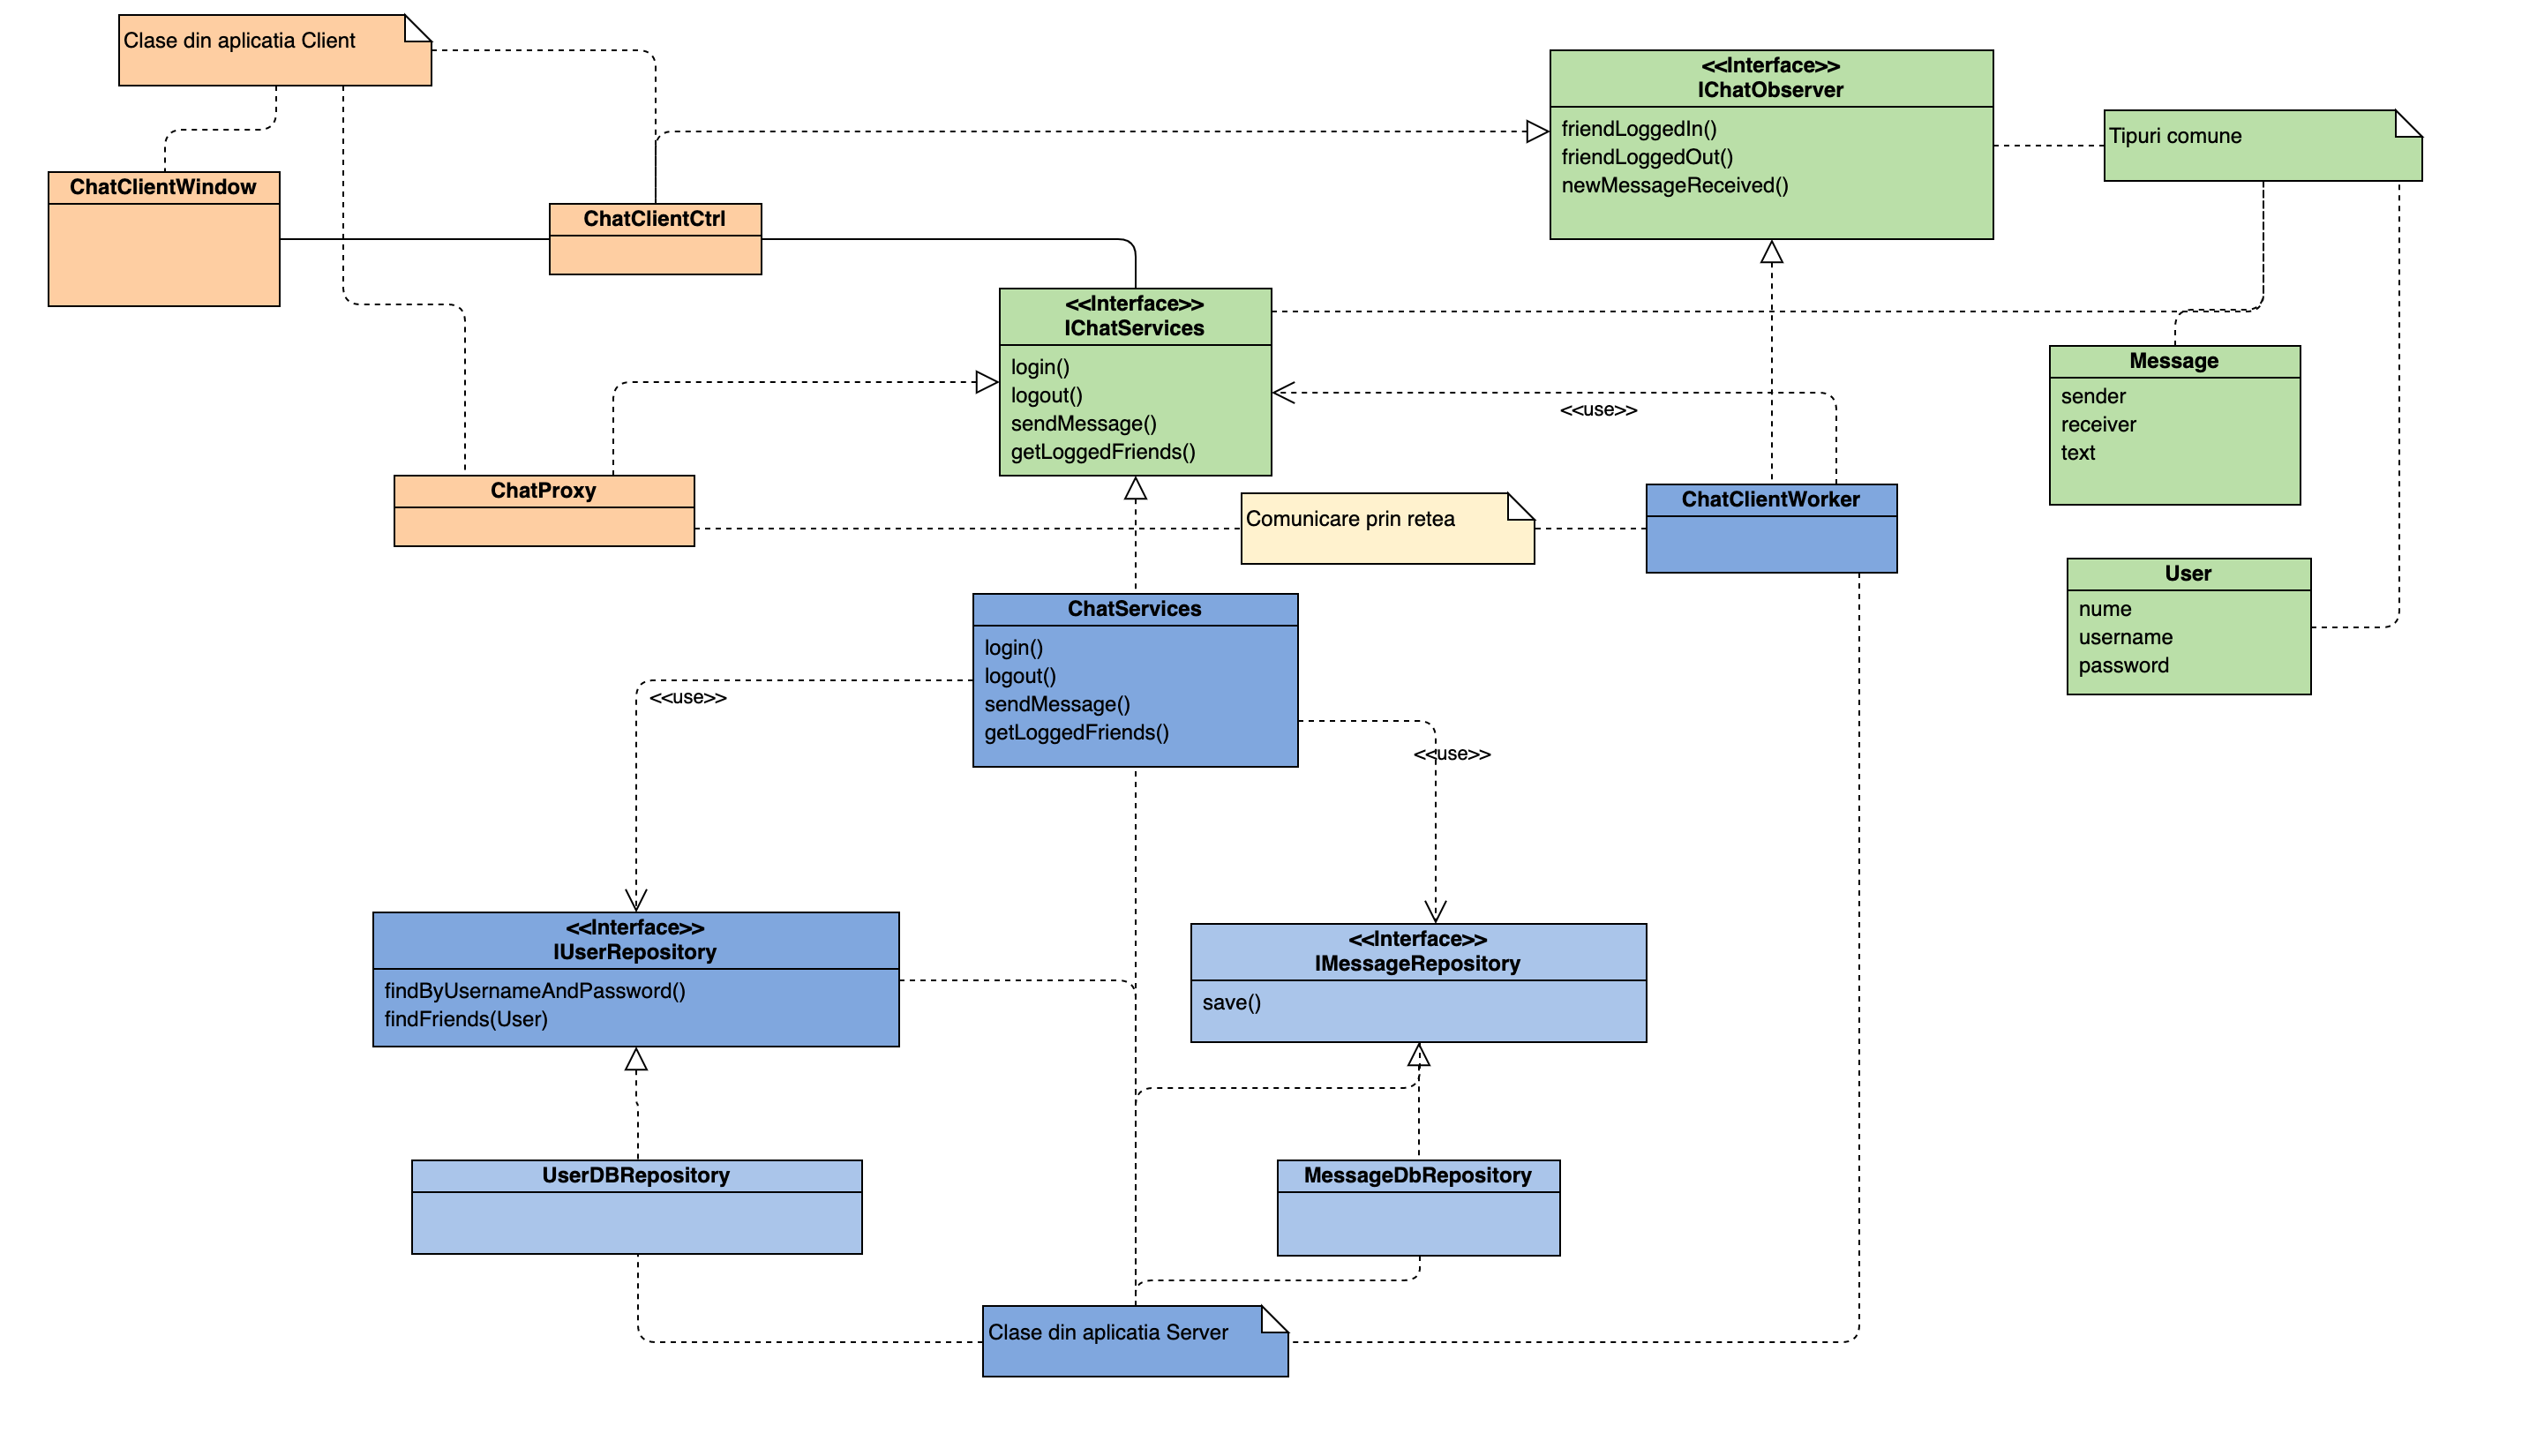 Clase din aplicatia Client
<<Interface>>
IChatObserver
friendLoggedIn()
friendLoggedOut()
newMessageReceived()
Tipuri comune
ChatClientWindow
ChatClientCtrl
<<Interface>>
IChatServices
login()
logout()
sendMessage()
getLoggedFriends()
<<use>>
Message
sender
receiver
text
ChatProxy
Comunicare prin retea
ChatClientWorker
User
nume
username
password
ChatServices
login()
logout()
sendMessage()
getLoggedFriends()
<<use>>
<<use>>
<<Interface>>
IUserRepository
findByUsernameAndPassword()
findFriends(User)
<<Interface>>
IMessageRepository
save()
UserDBRepository
MessageDbRepository
Clase din aplicatia Server